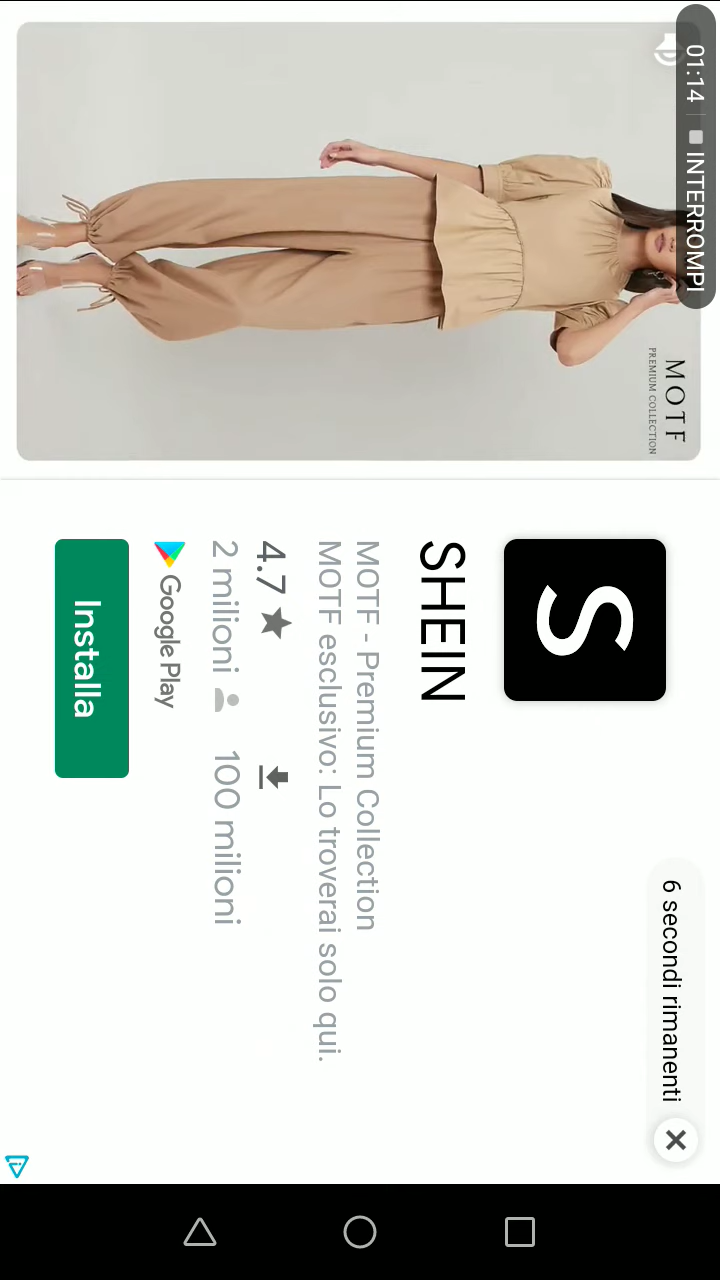 01:14 INTERROMPI
MOTF
PREMIUM COLLECTION
6 secondi rimanenti
S
SHEIN
MOTF - Premium Collection
MOTF esclusivo: Lo troverai solo qui.
4.7
2 milioni 100 milioni
Google Play
Installa